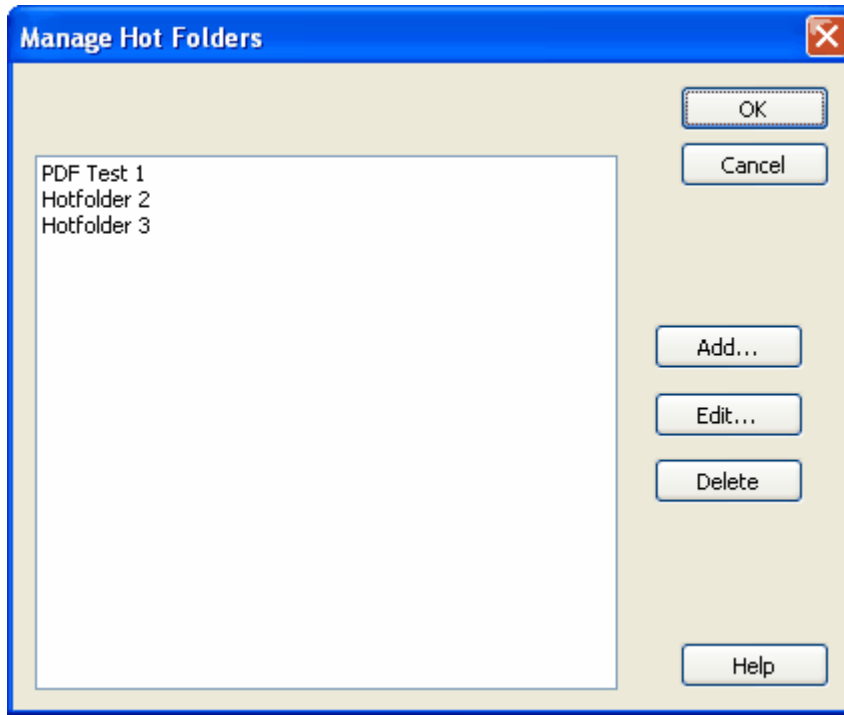 Manage Hot Folders
OK
Cancel
PDF Test 1
Hotfolder 2
Hotfolder 3
Add...
Edit...
Delete
Help